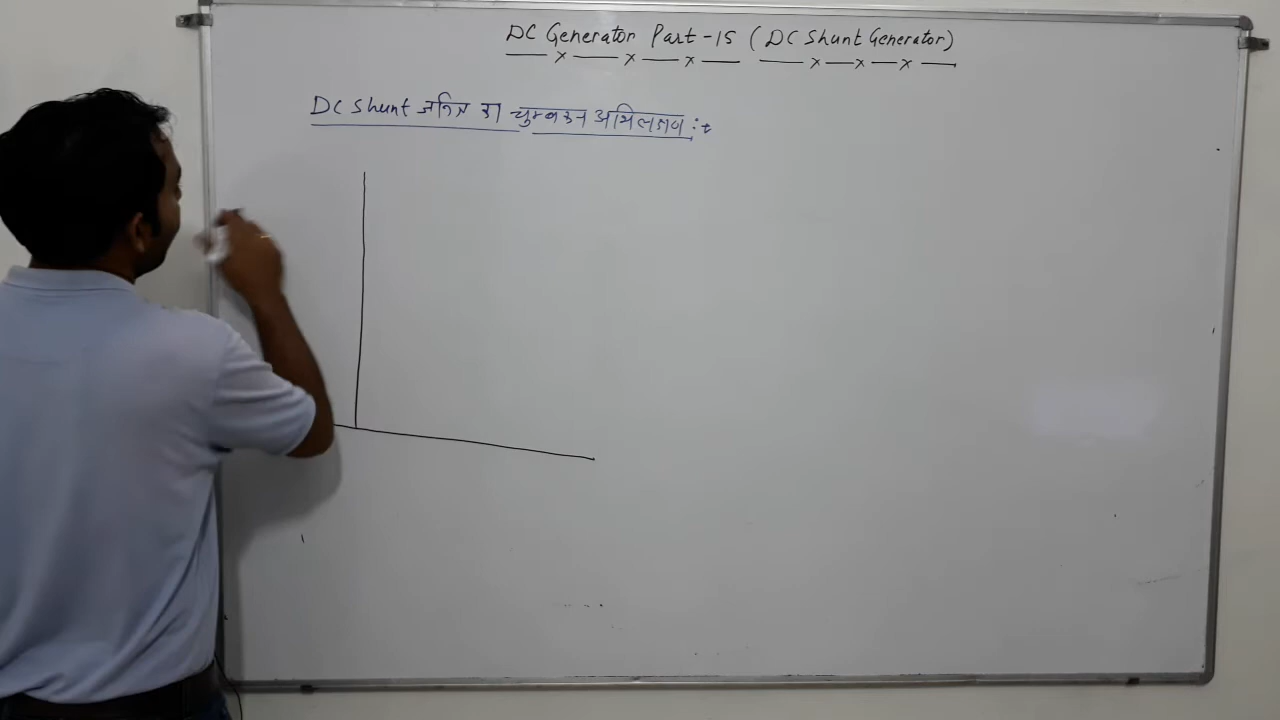 DC Generator Part-15 (DC Shunt Generator)
DC Shunt जनित्र का चुम्बकन अभिलक्षण :-